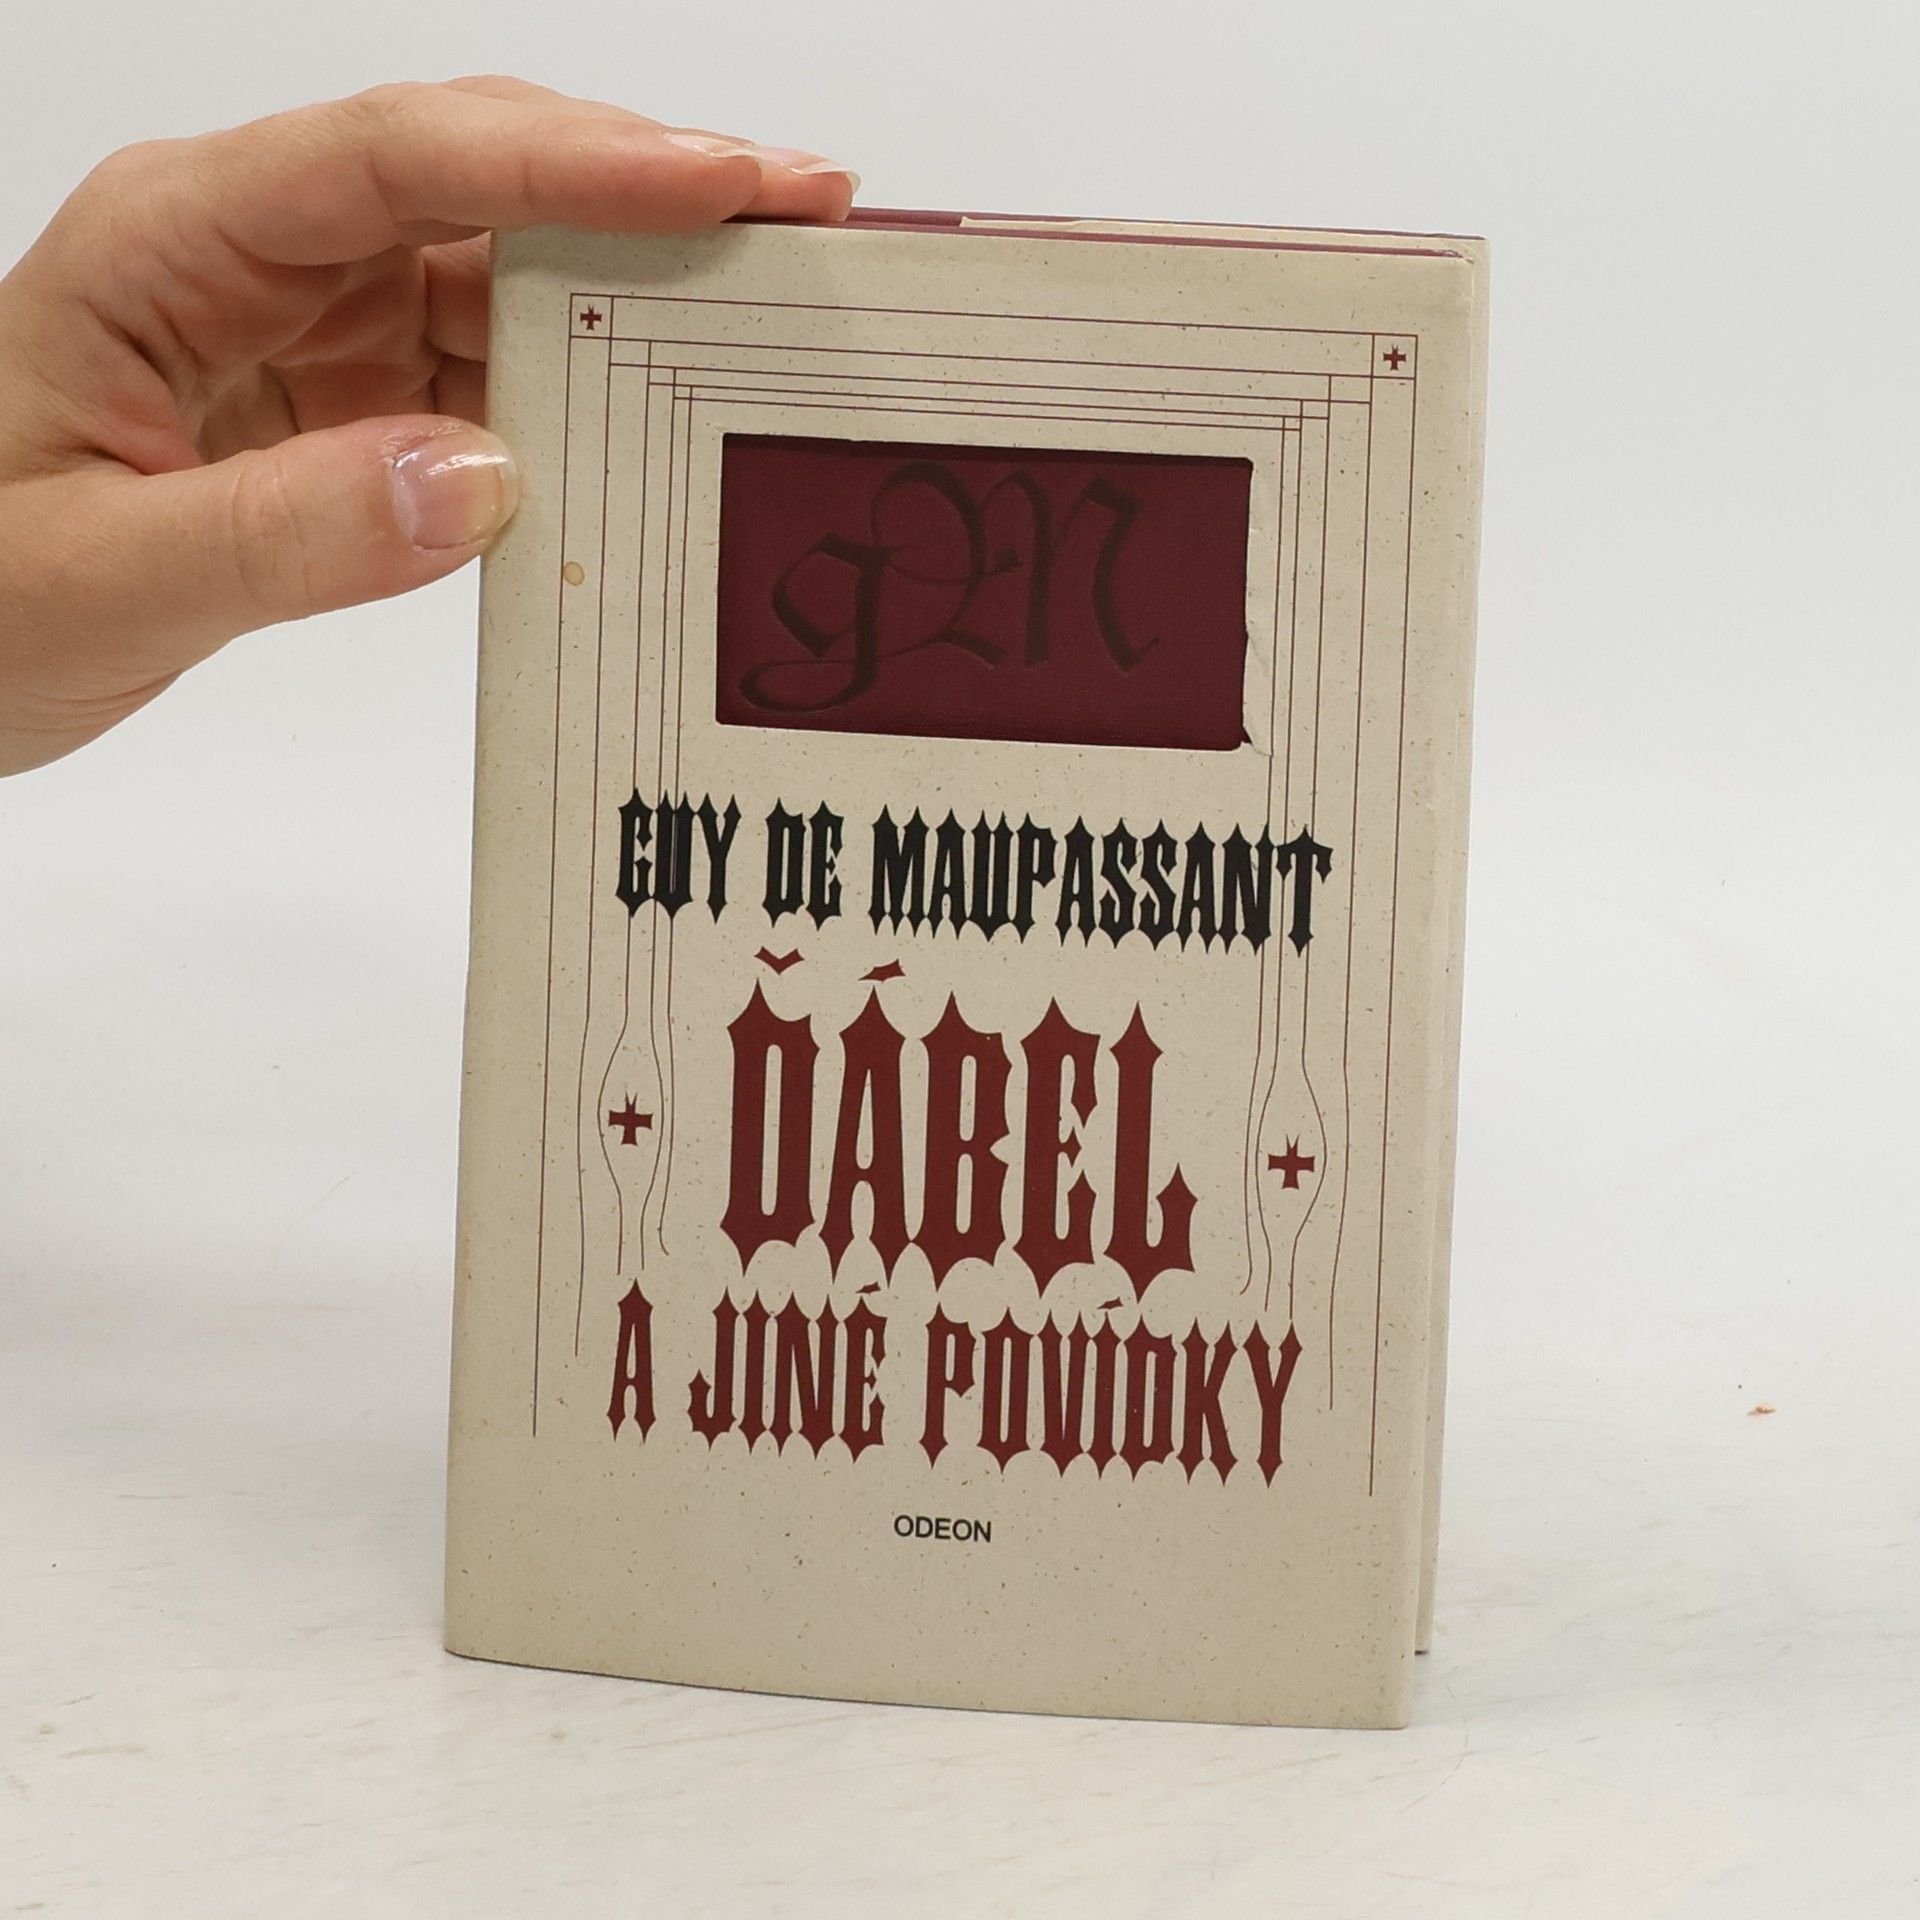 gM
GUY DE MAUPASSANT
ĎÁBEL
A JINÉ POVÍDKY
ODEON